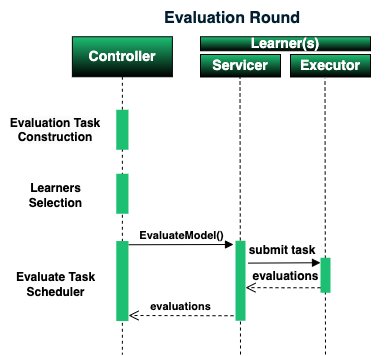 Evaluation Round
Controller
Learner(s)
Servicer
Executor
Evaluation Task
Construction
Learners
Selection
EvaluateModel()
submit task
Evaluate Task
Scheduler
evaluations
evaluations